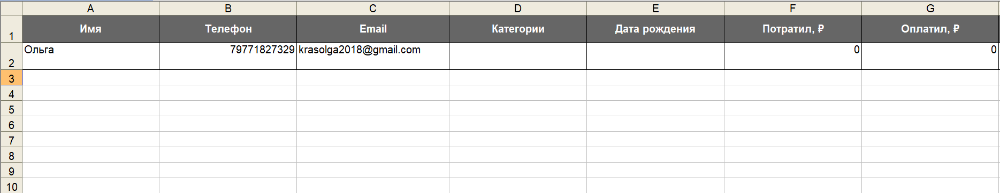 A B C D E F G
1 Имя Телефон Email Категории Дата рождения Потратил, ₽ Оплатил, ₽
2 Ольга 79771827329 krasolga2018@gmail.com 0 0
3
4
5
6
7
8
9
10